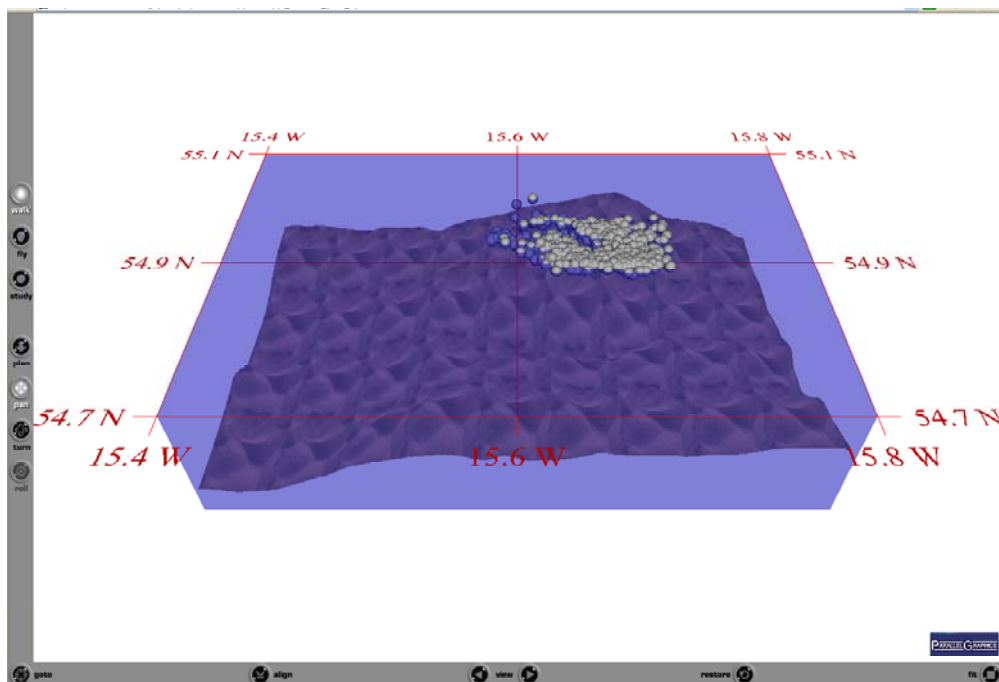 15.4 W 15.6 W 15.8 W
55.1 N 55.1 N
walk
fly
study
54.9 N 54.9 N
plan
pan
54.7 N 54.7 N
turn
15.4 W 15.6 W 15.8 W
roll
PARALLELGRAPHICS
goto align view restore fit